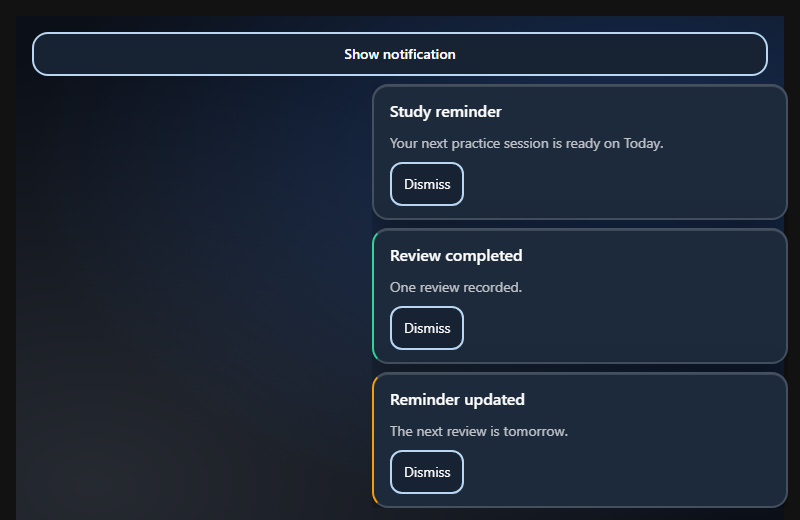 Show notification
Study reminder
Your next practice session is ready on Today.
Dismiss
Review completed
One review recorded.
Dismiss
Reminder updated
The next review is tomorrow.
Dismiss